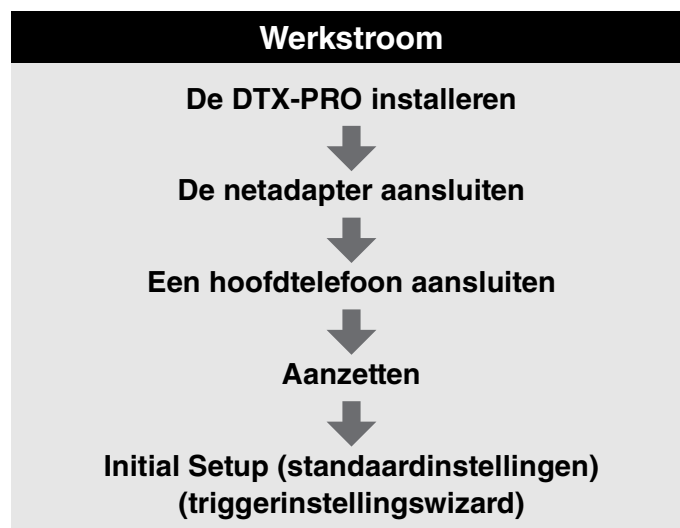 Werkstroom
De DTX-PRO installeren
De netadapter aansluiten
Een hoofdtelefoon aansluiten
Aanzetten
Initial Setup (standaardinstellingen)
(triggerinstellingswizard)